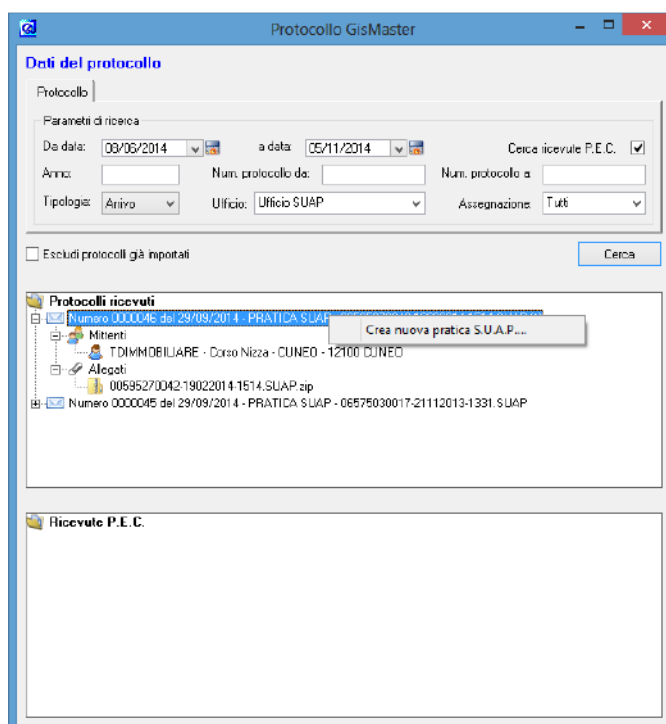 Protocollo GisMaster
Dati del protocollo
Protocollo
Parametri di ricerca
Da data: 08/06/2014 a data: 05/11/2014 Cerca ricevute P.E.C.
Anno: Num. protocollo da: Num. protocollo a:
Tipologia: Arrivo Ufficio: Ufficio SUAP Assegnazione: Tutti
Escludi protocolli già importati Cerca
Protocolli ricevuti
Numero 0000046 del 29/09/2014 - PRATICA SUAP
Crea nuova pratica S.U.A.P....
Mittenti
TDIMMOBILIARE - Corso Nizza - CUNEO - 12100 CUNEO
Allegati
00595270042-19022014-1514.SUAP.zip
Numero 0000045 del 29/09/2014 - PRATICA SUAP - 06575030017-21112013-1331.SUAP
Ricevute P.E.C.